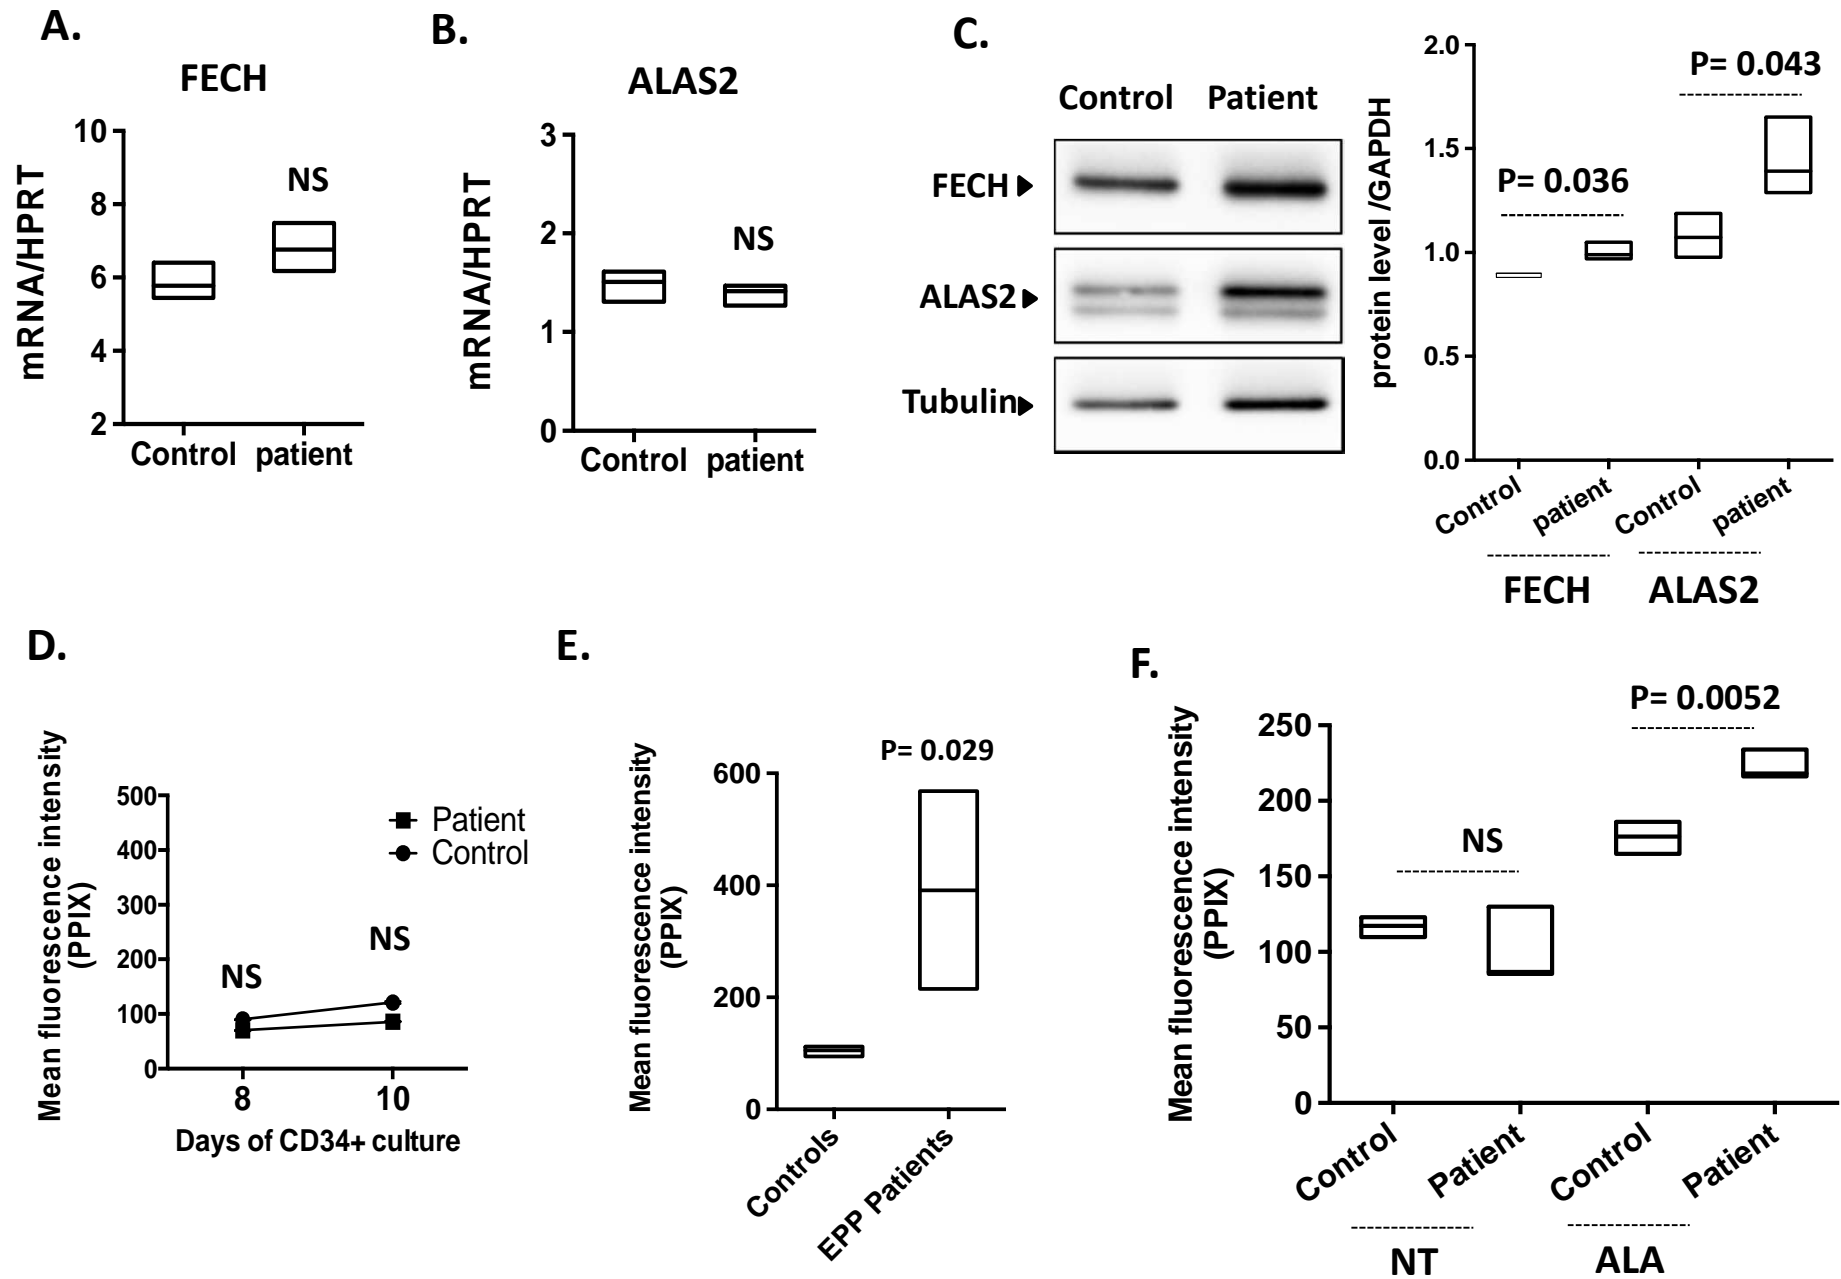 A.
FECH
mRNA/HPRT
10
8
6
4
2
NS
Control patient
B.
ALAS2
mRNA/HPRT
3
2
1
0
NS
Control patient
C.
Control Patient
FECH
ALAS2
Tubulin
protein level /GAPDH
2.0
1.5
1.0
0.5
0.0
P= 0.036
P= 0.043
Control
patient
Control
patient
FECH
ALAS2
D.
Mean fluorescence intensity
(PPIX)
500
400
300
200
100
0
Patient
Control
NS
NS
8
10
Days of CD34+ culture
E.
Mean fluorescence intensity
(PPIX)
600
400
200
0
P= 0.029
Controls
EPP Patients
F.
Mean fluorescence intensity
(PPIX)
250
200
150
100
50
0
NS
P= 0.0052
Control
Patient
Control
Patient
NT
ALA